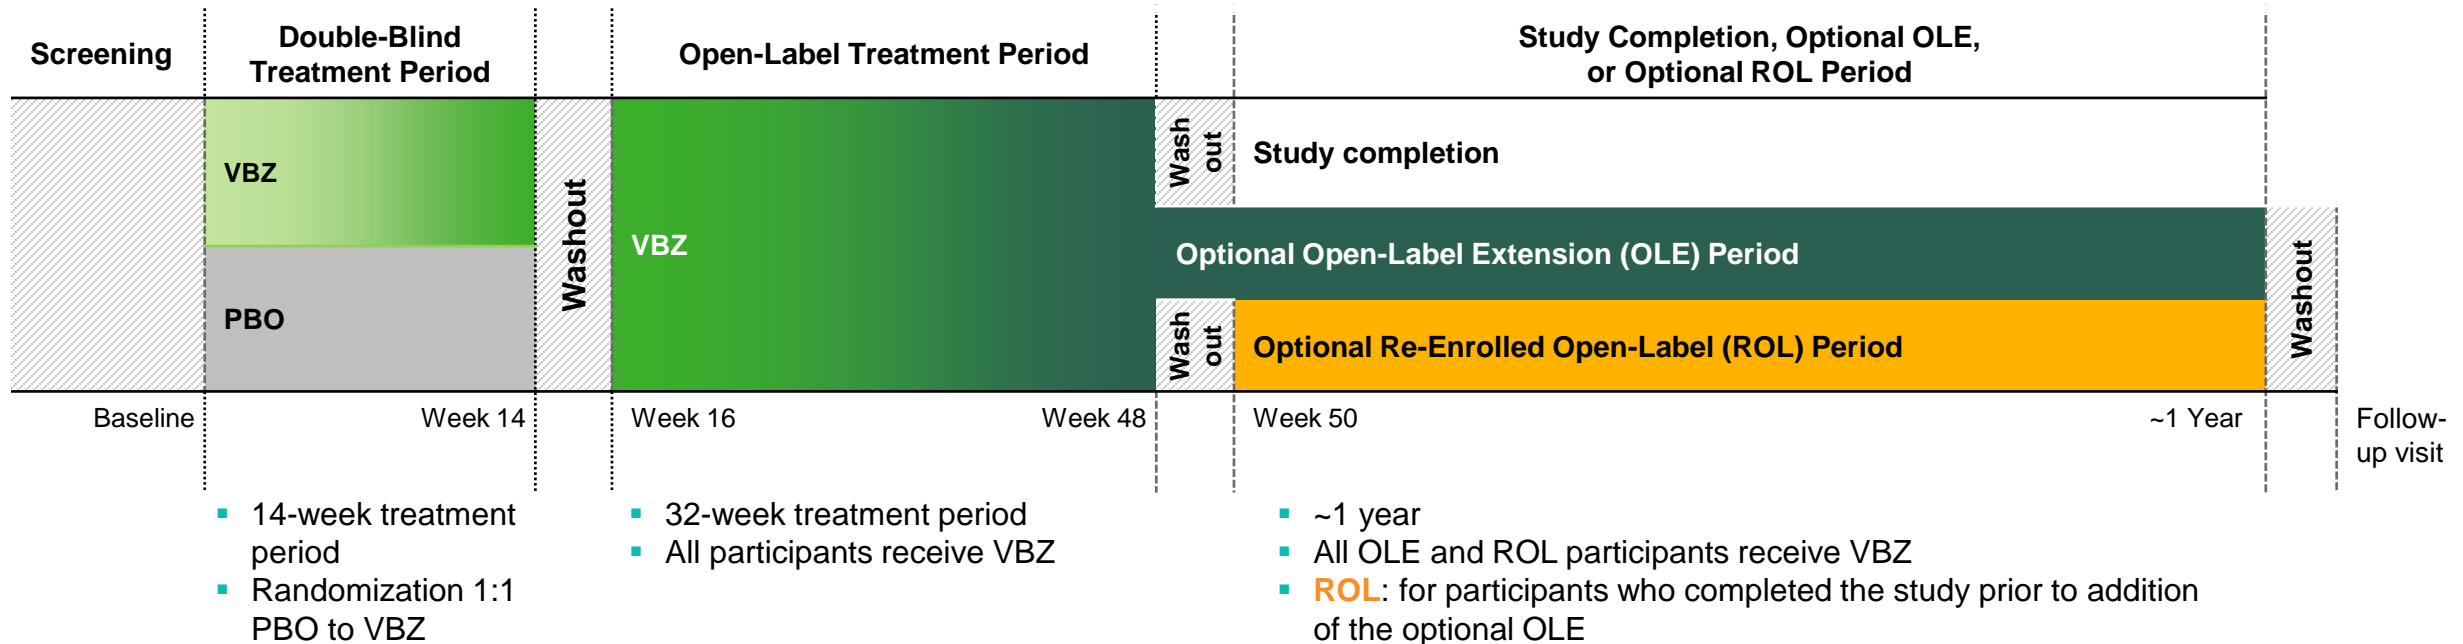 Screening
Double-Blind
Treatment Period
Open-Label Treatment Period
Study Completion, Optional OLE,
or Optional ROL Period
VBZ
PBO
Washout
VBZ
Wash
out
Study completion
Optional Open-Label Extension (OLE) Period
Wash
out
Optional Re-Enrolled Open-Label (ROL) Period
Washout
Baseline
Week 14
Week 16
Week 48
Week 50
~1 Year
Follow-
up visit
▪ 14-week treatment
period
▪ Randomization 1:1
PBO to VBZ
▪ 32-week treatment period
▪ All participants receive VBZ
▪ ~1 year
▪ All OLE and ROL participants receive VBZ
▪ ROL: for participants who completed the study prior to addition
of the optional OLE